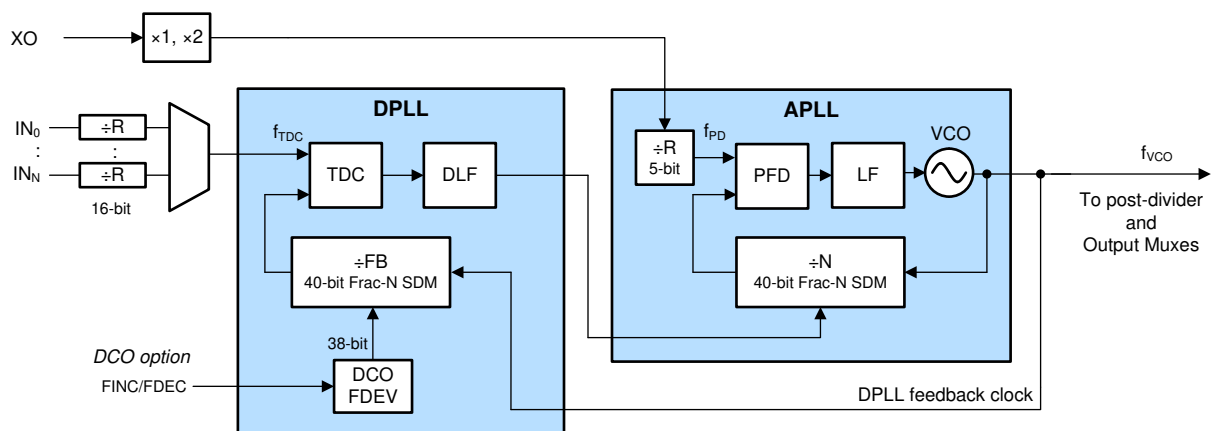 XO
×1, ×2
DPLL
APLL
IN0
÷R
:
:
INN
÷R
16-bit
fTDC
TDC
DLF
÷FB
40-bit Frac-N SDM
38-bit
DCO option
FINC/FDEC
DCO
FDEV
÷R
5-bit
fPD
PFD
LF
VCO
÷N
40-bit Frac-N SDM
fVCO
To post-divider
and
Output Muxes
DPLL feedback clock